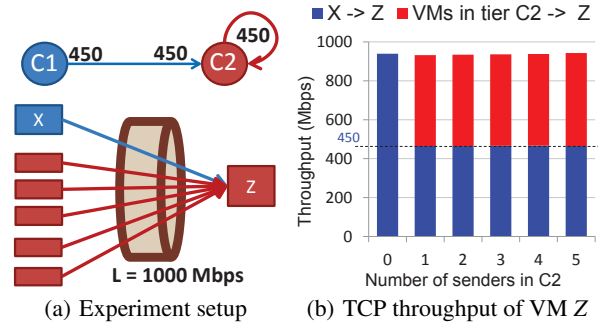 450
C1
450
450
C2
X
Z
L = 1000 Mbps
(a) Experiment setup
X -> Z
VMs in tier C2 -> Z
Throughput (Mbps)
1000
800
600
450
400
200
0
0 1 2 3 4 5
Number of senders in C2
(b) TCP throughput of VM Z